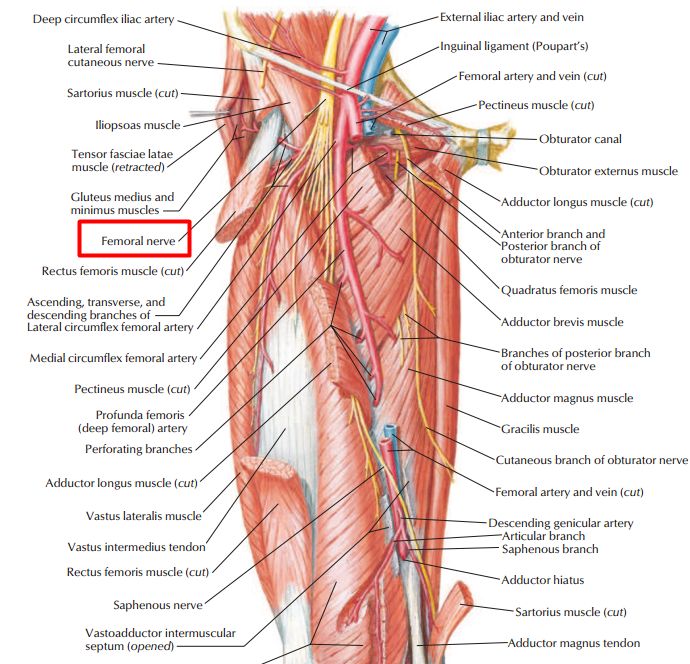 Deep circumflex iliac artery
Lateral femoral
cutaneous nerve
Sartorius muscle (cut)
Iliopsoas muscle
Tensor fasciae latae
muscle (retracted)
Gluteus medius and
minimus muscles
Femoral nerve
Rectus femoris muscle (cut)
Ascending, transverse, and
descending branches of
Lateral circumflex femoral artery
Medial circumflex femoral artery
Pectineus muscle (cut)
Profunda femoris
(deep femoral) artery
Perforating branches
Adductor longus muscle (cut)
Vastus lateralis muscle
Vastus intermedius tendon
Rectus femoris muscle (cut)
Saphenous nerve
Vastoadductor intermuscular
septum (opened)
External iliac artery and vein
Inguinal ligament (Poupart's)
Femoral artery and vein (cut)
Pectineus muscle (cut)
Obturator canal
Obturator externus muscle
Adductor longus muscle (cut)
Anterior branch and
Posterior branch of
obturator nerve
Quadratus femoris muscle
Adductor brevis muscle
Branches of posterior branch
of obturator nerve
Adductor magnus muscle
Gracilis muscle
Cutaneous branch of obturator nerve
Femoral artery and vein (cut)
Descending genicular artery
Articular branch
Saphenous branch
Adductor hiatus
Sartorius muscle (cut)
Adductor magnus tendon